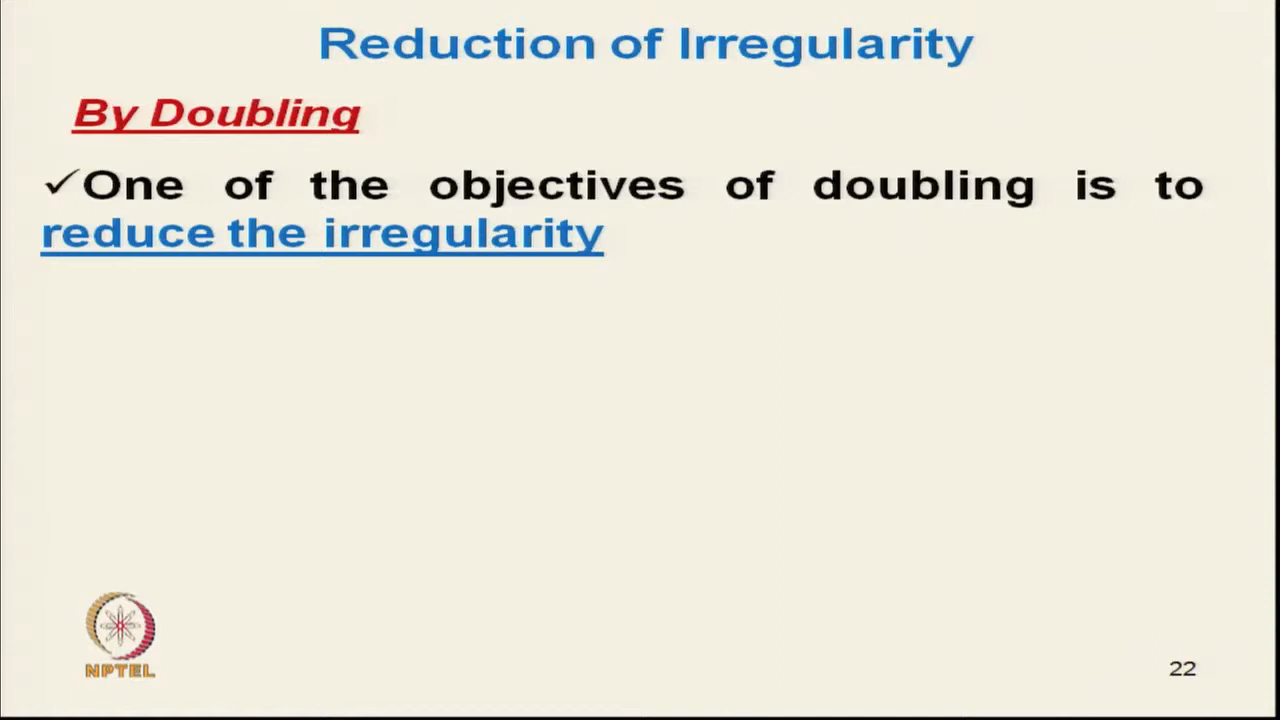 Reduction of Irregularity
By Doubling
✓One of the objectives of doubling is to
reduce the irregularity
NPTEL
22